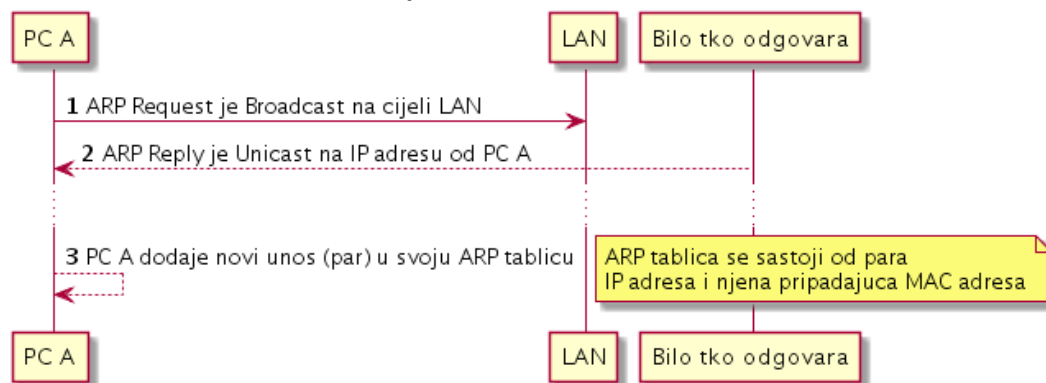 PC A
LAN
Bilo tko odgovara
1 ARP Request je Broadcast na cijeli LAN
2 ARP Reply je Unicast na IP adresu od PC A
3 PC A dodaje novi unos (par) u svoju ARP tablicu
ARP tablica se sastoji od para
IP adresa i njena pripadajuca MAC adresa
PC A
LAN
Bilo tko odgovara